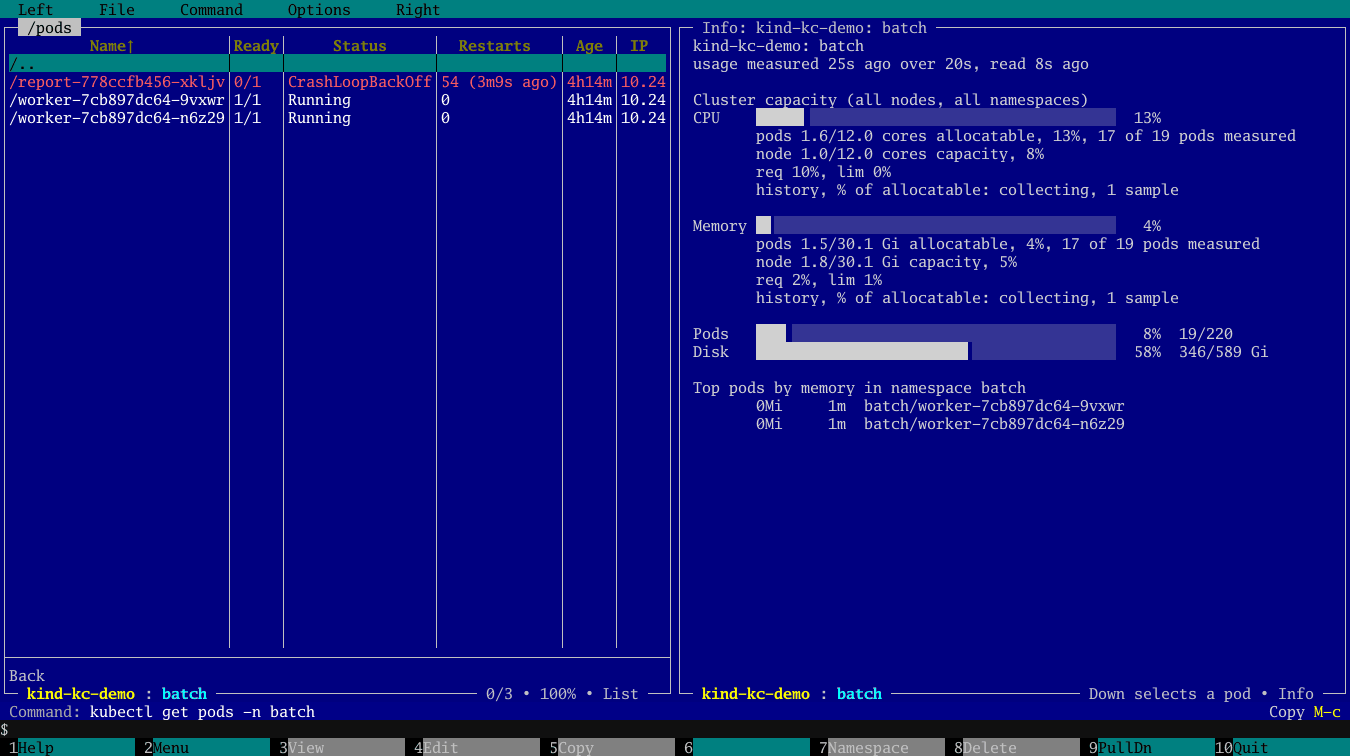 Left File Command Options Right
/pods
Name↑ Ready Status Restarts Age IP
/..
/report-778ccfb456-xkljv 0/1 CrashLoopBackOff 54 (3m9s ago) 4h14m 10.24
/worker-7cb897dc64-9vxwr 1/1 Running 0 4h14m 10.24
/worker-7cb897dc64-n6z29 1/1 Running 0 4h14m 10.24
Back
kind-kc-demo : batch 0/3 • 100% • List
Info: kind-kc-demo: batch
kind-kc-demo: batch
usage measured 25s ago over 20s, read 8s ago
Cluster capacity (all nodes, all namespaces)
CPU 13%
pods 1.6/12.0 cores allocatable, 13%, 17 of 19 pods measured
node 1.0/12.0 cores capacity, 8%
req 10%, lim 0%
history, % of allocatable: collecting, 1 sample
Memory 4%
pods 1.5/30.1 Gi allocatable, 4%, 17 of 19 pods measured
node 1.8/30.1 Gi capacity, 5%
req 2%, lim 1%
history, % of allocatable: collecting, 1 sample
Pods 8% 19/220
Disk 58% 346/589 Gi
Top pods by memory in namespace batch
0Mi 1m batch/worker-7cb897dc64-9vxwr
0Mi 1m batch/worker-7cb897dc64-n6z29
kind-kc-demo : batch Down selects a pod • Info
Command: kubectl get pods -n batch Copy M-c
$
1Help 2Menu 3View 4Edit 5Copy 6 7Namespace 8Delete 9PullDn 10Quit